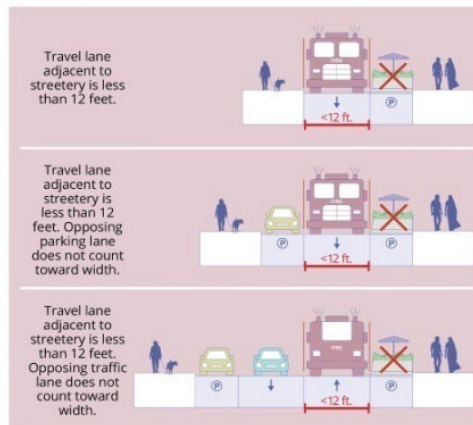 Travel lane
adjacent to
streetery is less
than 12 feet.
<12 ft.
P
Travel lane
adjacent to
streetery is
less than 12
feet. Opposing
parking lane
does not count
toward width.
P
<12 ft.
P
Travel lane
adjacent to
streetery is less
than 12 feet.
Opposing traffic
lane does not
count toward
width.
P
<12 ft.
P